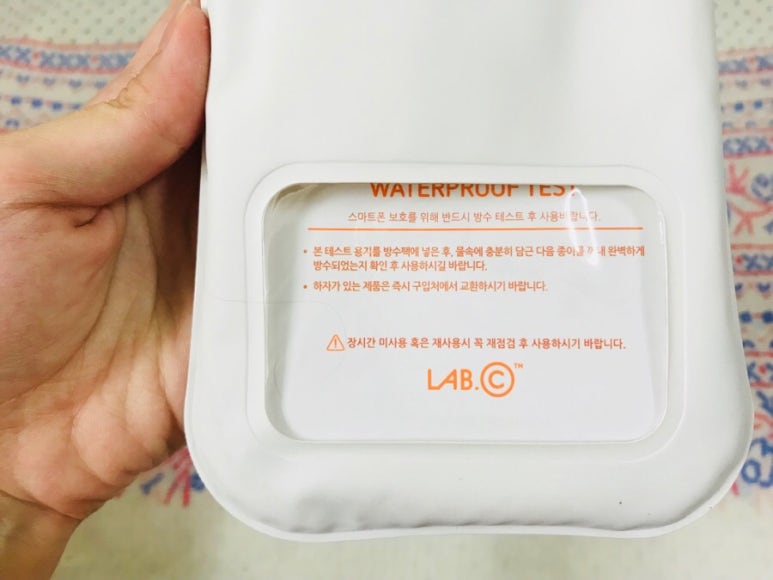 WATERPROOF TEST
스마트폰 보호를 위해 반드시 방수 테스트 후 사용바랍니다.
• 본 테스트 용기를 방수팩에 넣은 후, 물속에 충분히 담근 다음 종이를 꺼내 완벽하게
방수되었는지 확인 후 사용하시길 바랍니다.
• 하자가 있는 제품은 즉시 구입처에서 교환하시기 바랍니다.
장시간 미사용 혹은 재사용시 꼭 재점검 후 사용하시기 바랍니다.
LAB.C™